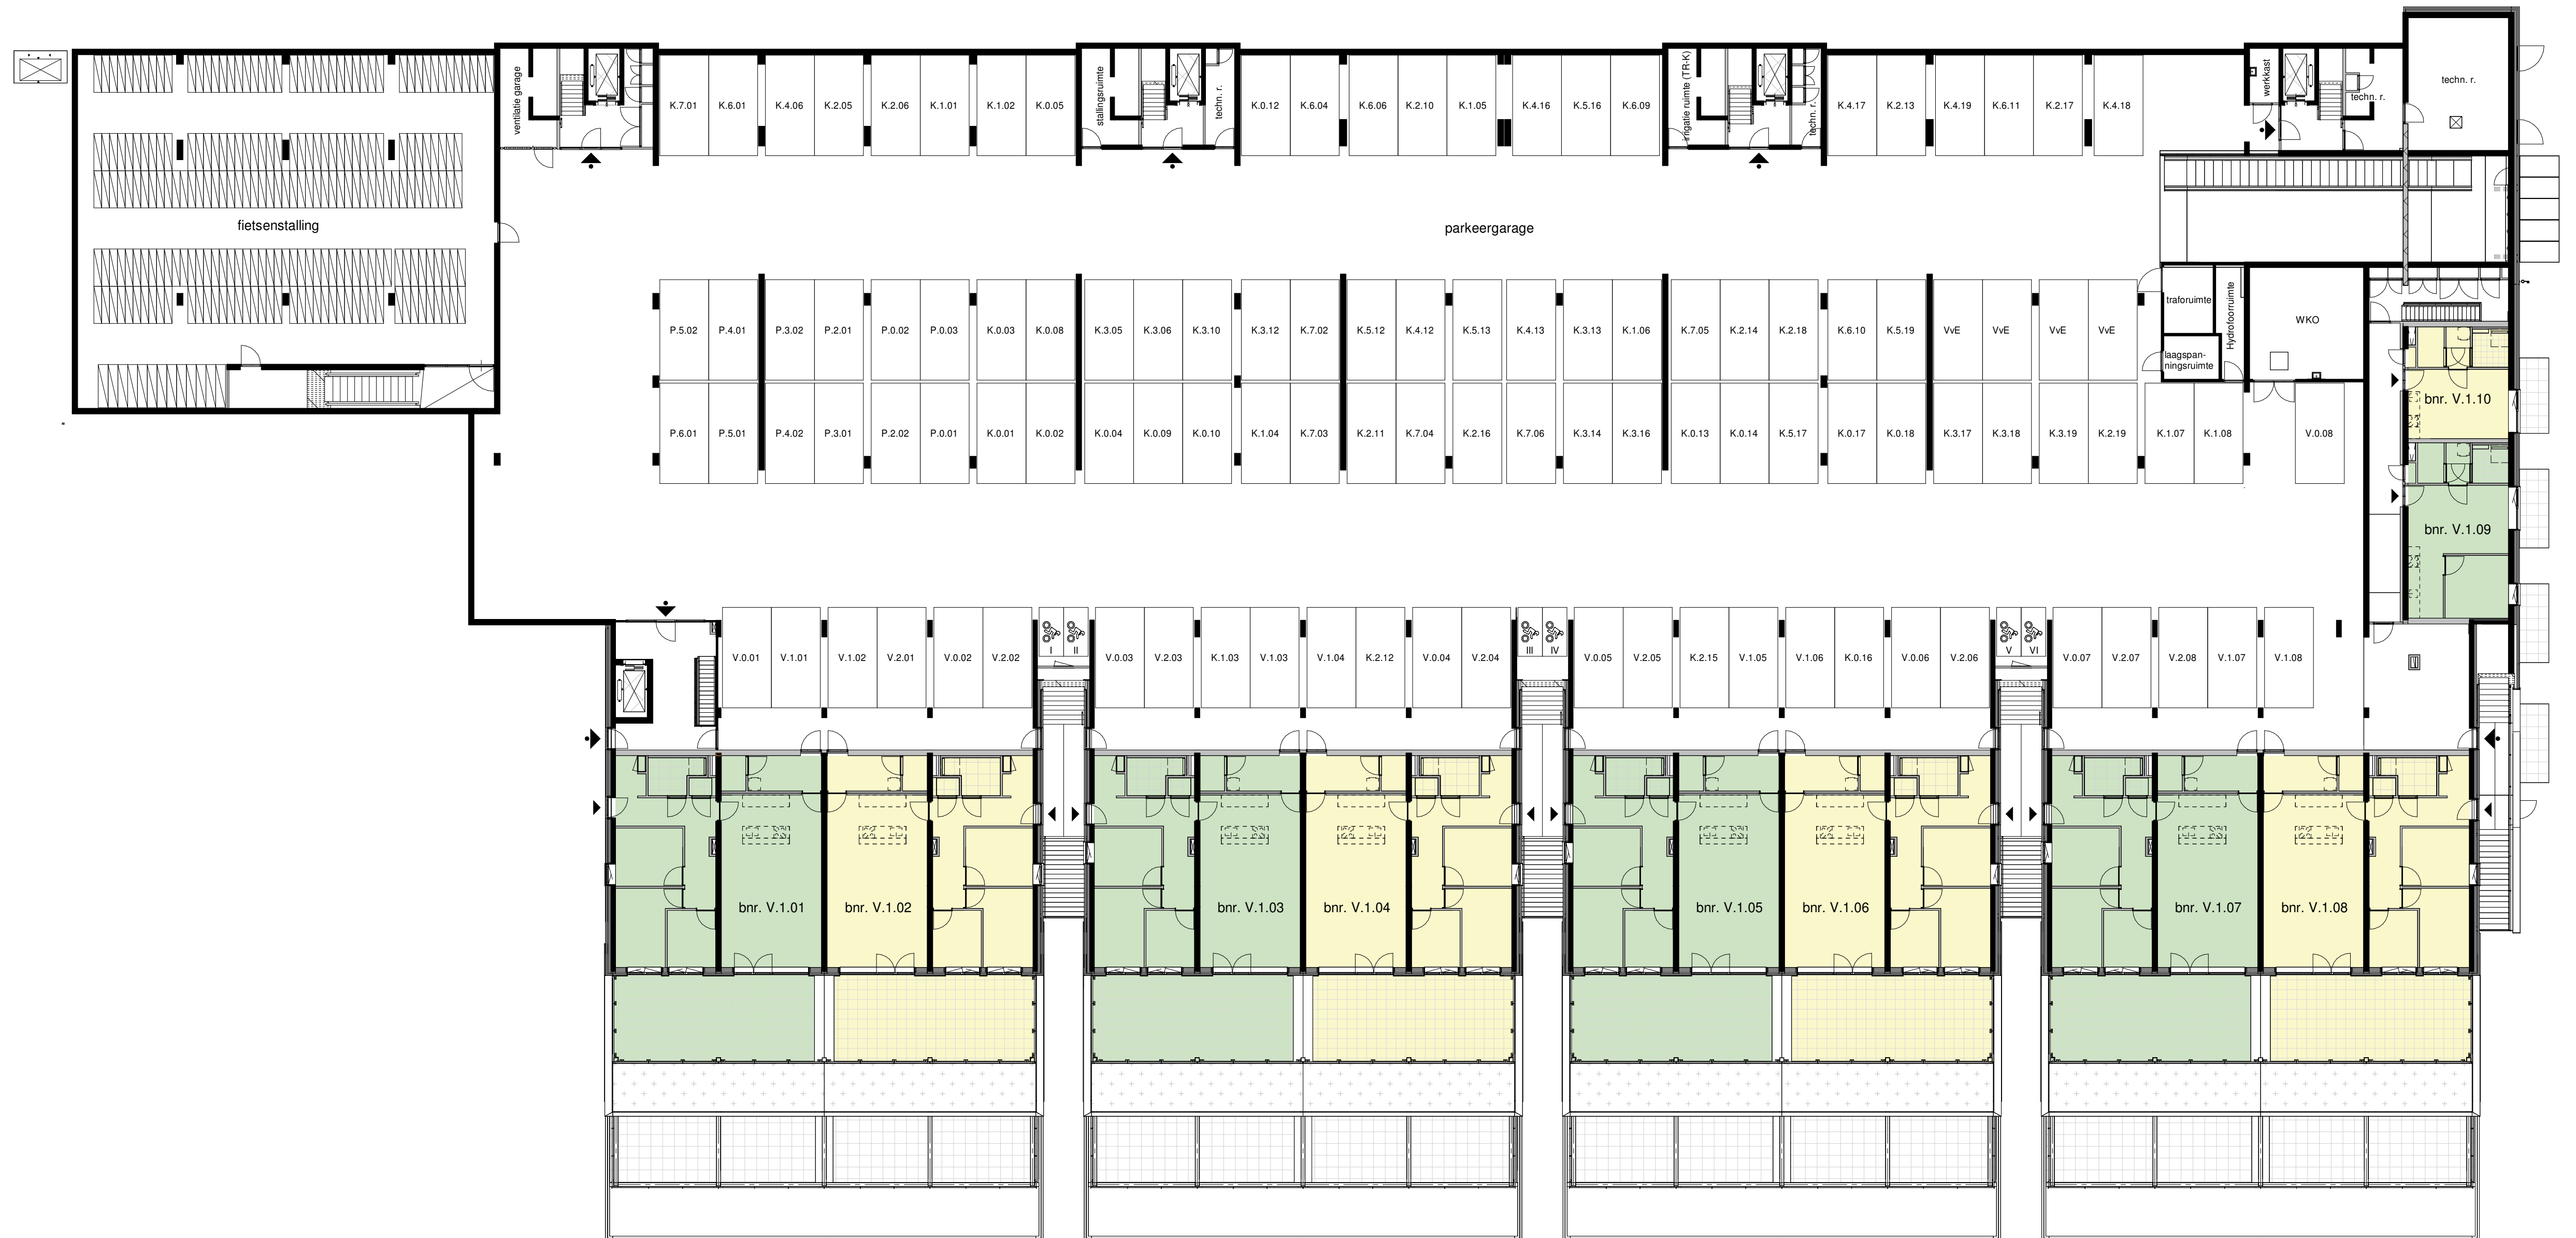 ventilatie garage
K.7.01 K.6.01 K.4.06 K.2.05 K.2.06 K.1.01 K.1.02 K.0.05
stallingsruimte
techn. r.
K.0.12 K.6.04 K.6.06 K.2.10 K.1.05 K.4.16 K.5.16 K.6.09
irrigatie ruimte (TR-K)
techn. r.
K.4.17 K.2.13 K.4.19 K.6.11 K.2.17 K.4.18
werkkast
techn. r.
techn. r.
fietsenstalling
parkeergarage
P.5.02 P.4.01 P.3.02 P.2.01 P.0.02 P.0.03 K.0.03 K.0.08 K.3.05 K.3.06 K.3.10 K.3.12 K.7.02 K.5.12 K.4.12 K.5.13 K.4.13 K.3.13 K.1.06 K.7.05 K.2.14 K.2.18 K.6.10 K.5.19 VvE VvE VvE VvE
traforuimte
Hydrofoorruimte
WKO
laagspan-
ningsruimte
bnr. V.1.10
P.6.01 P.5.01 P.4.02 P.3.01 P.2.02 P.0.01 K.0.01 K.0.02 K.0.04 K.0.09 K.0.10 K.1.04 K.7.03 K.2.11 K.7.04 K.2.16 K.7.06 K.3.14 K.3.16 K.0.13 K.0.14 K.5.17 K.0.17 K.0.18 K.3.17 K.3.18 K.3.19 K.2.19 K.1.07 K.1.08 V.0.08
bnr. V.1.09
V.0.01 V.1.01 V.1.02 V.2.01 V.0.02 V.2.02 I II V.0.03 V.2.03 K.1.03 V.1.03 V.1.04 K.2.12 V.0.04 V.2.04 III IV V.0.05 V.2.05 K.2.15 V.1.05 V.1.06 K.0.16 V.0.06 V.2.06 V VI V.0.07 V.2.07 V.2.08 V.1.07 V.1.08
bnr. V.1.01 bnr. V.1.02 bnr. V.1.03 bnr. V.1.04 bnr. V.1.05 bnr. V.1.06 bnr. V.1.07 bnr. V.1.08